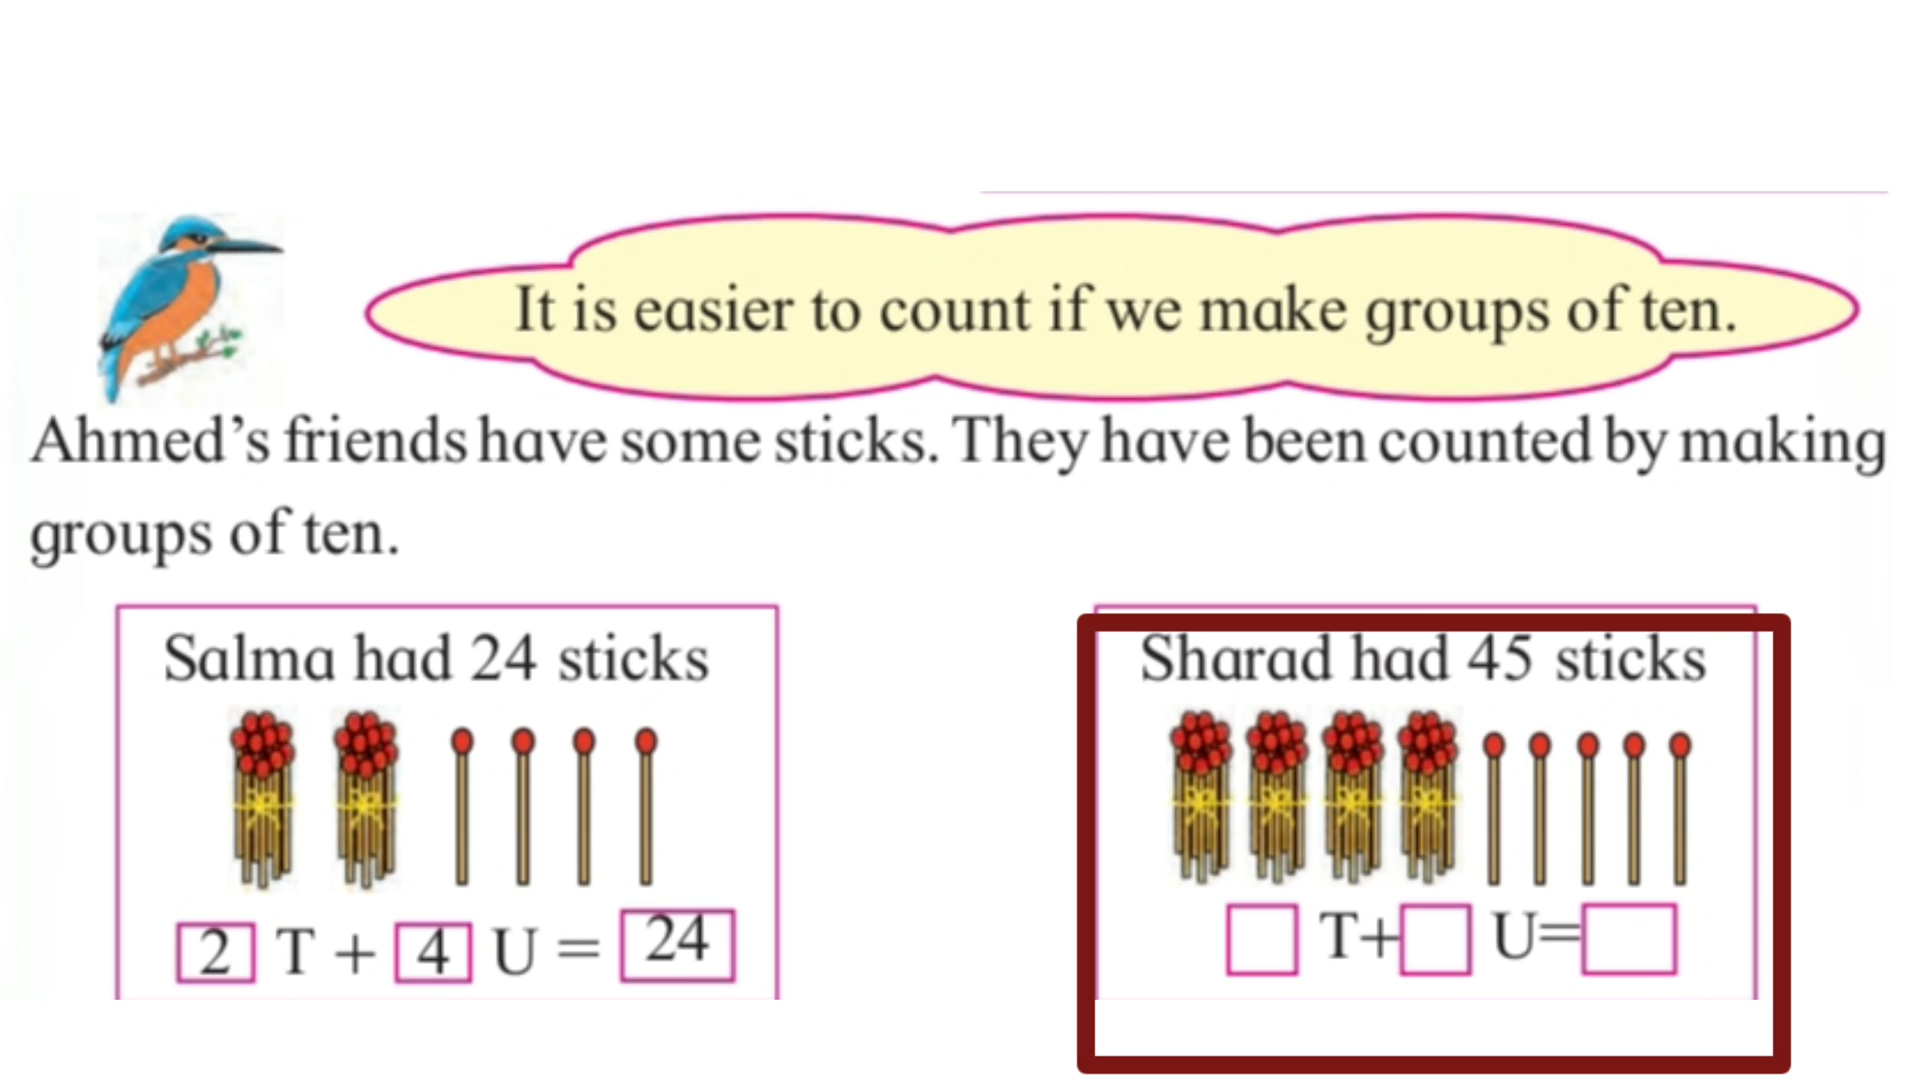 It is easier to count if we make groups of ten.
Ahmed's friends have some sticks. They have been counted by making
groups of ten.
Salma had 24 sticks
2 T + 4 U = 24
Sharad had 45 sticks
T+ U=